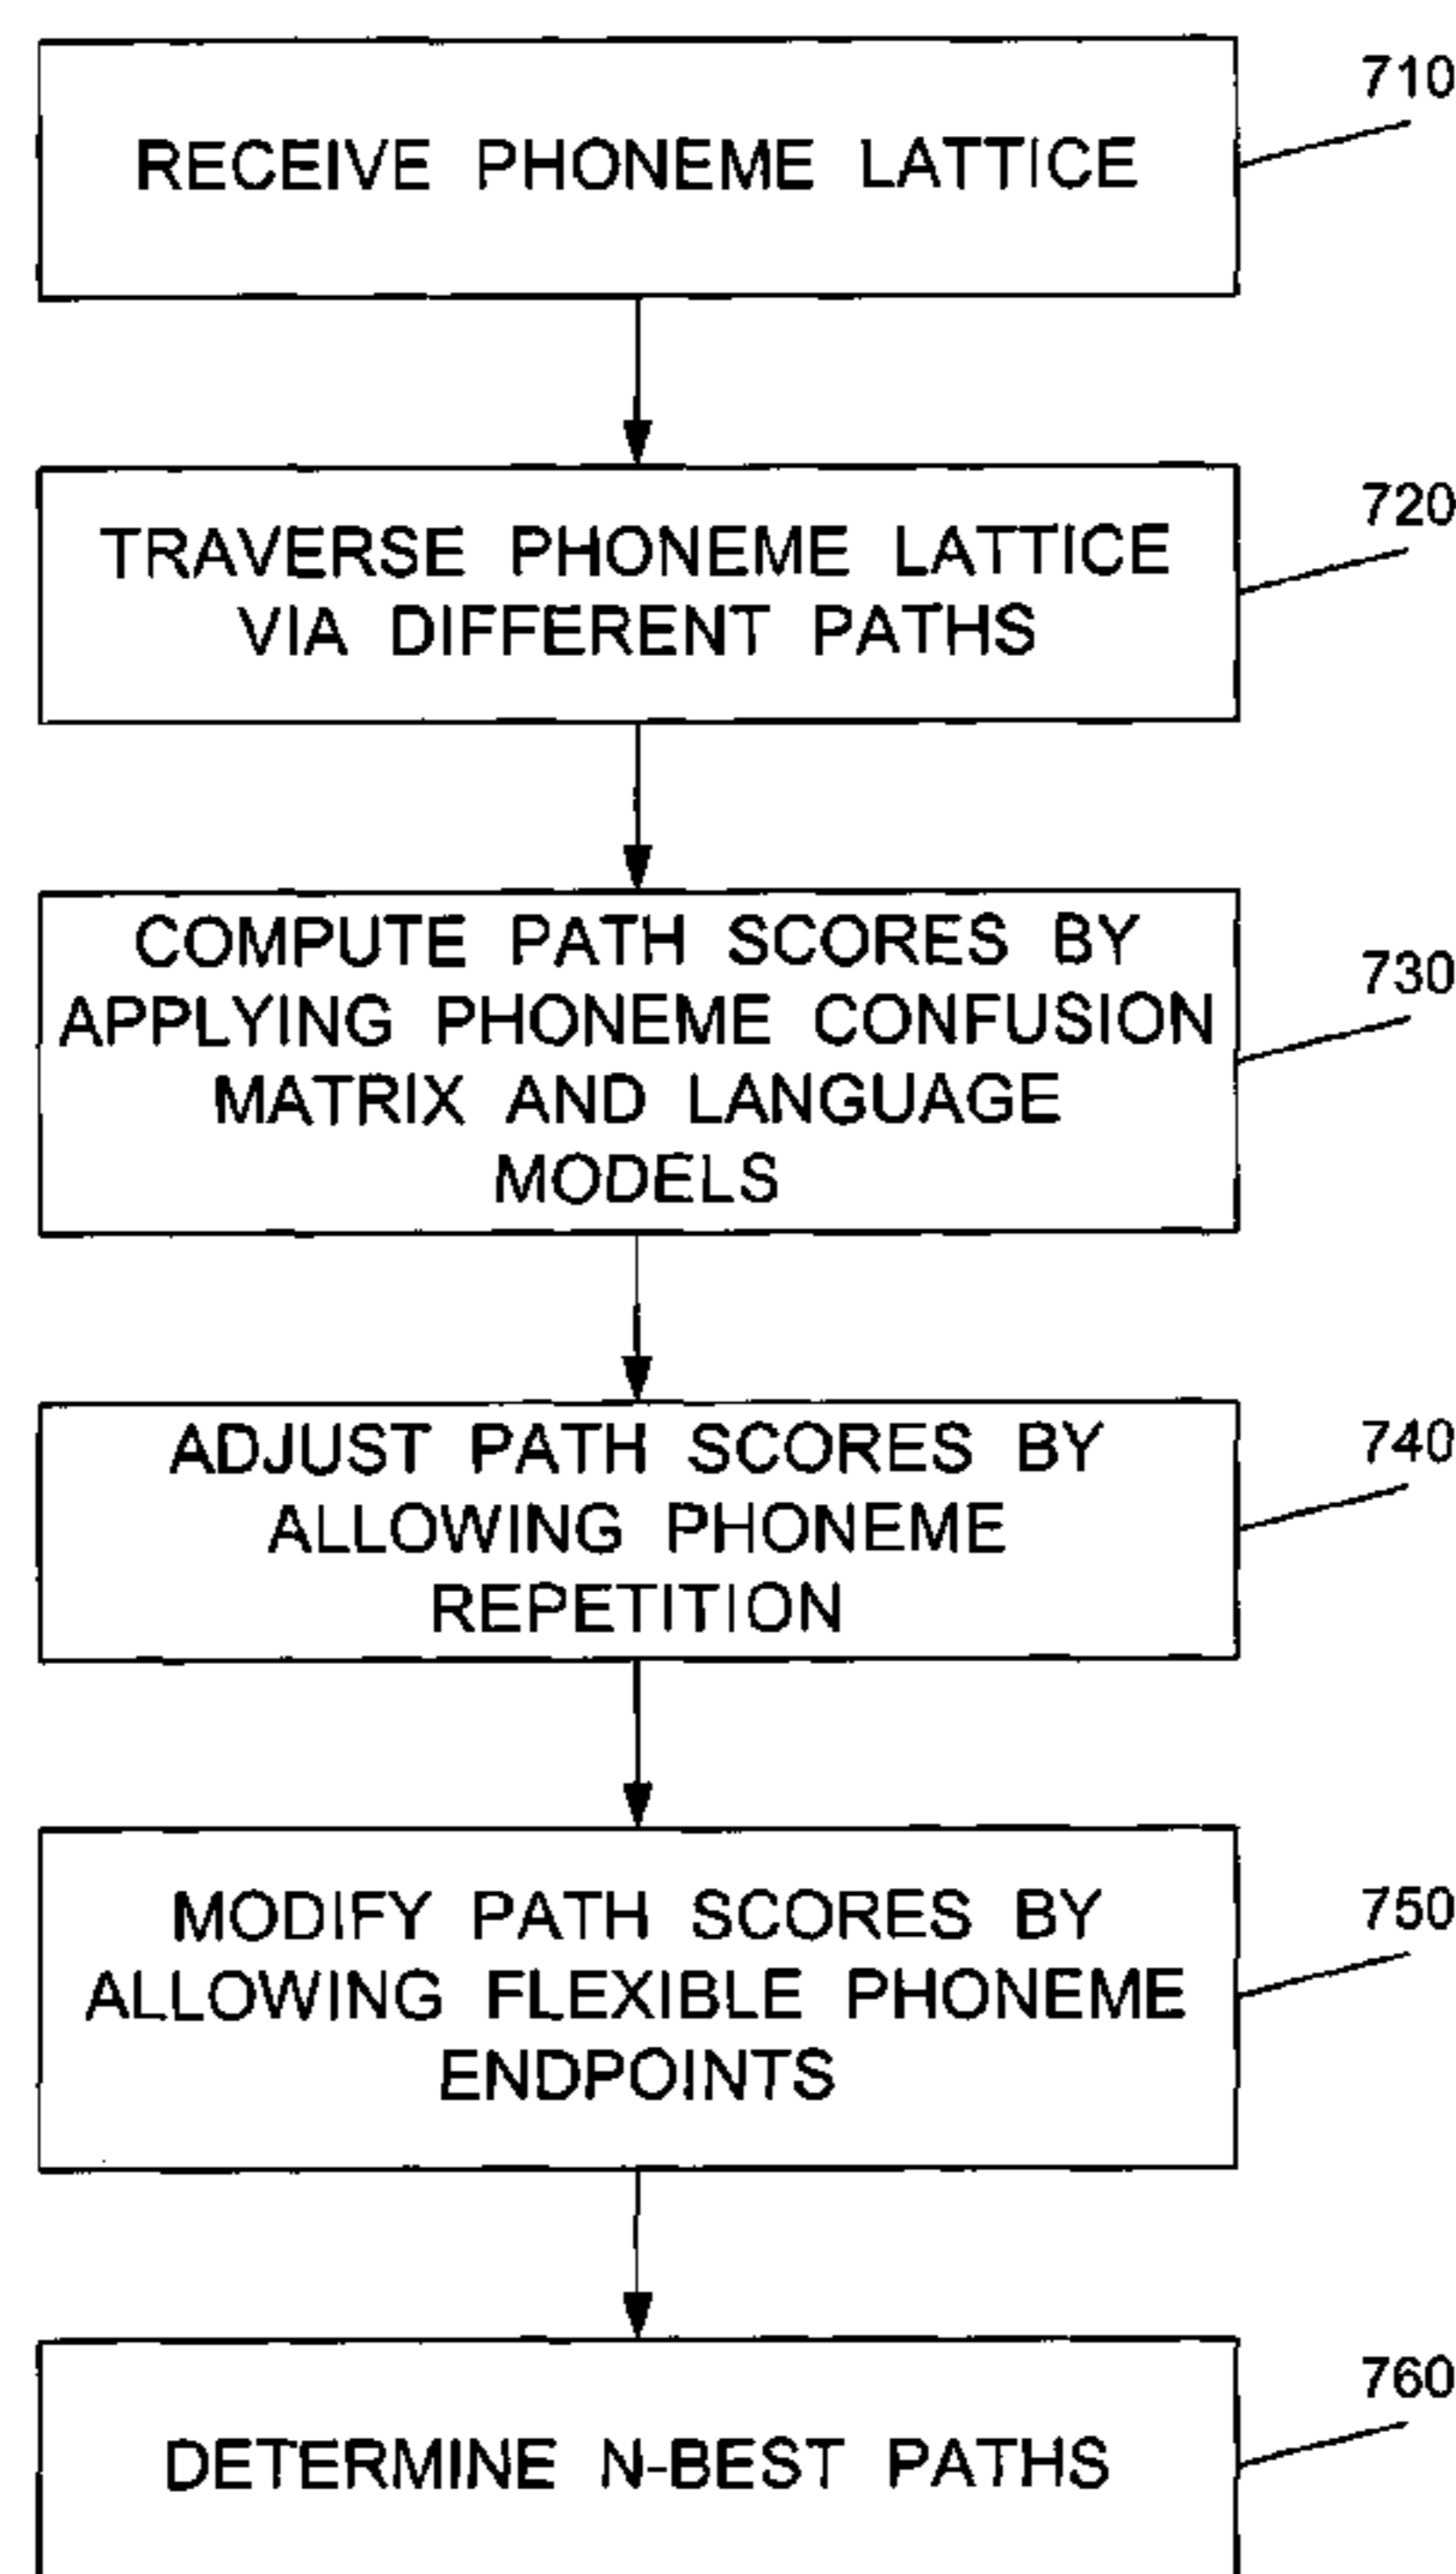 710
RECEIVE PHONEME LATTICE
720
TRAVERSE PHONEME LATTICE
VIA DIFFERENT PATHS
COMPUTE PATH SCORES BY
730
APPLYING PHONEME CONFUSION
MATRIX AND LANGUAGE
MODELS
740
ADJUST PATH SCORES BY
ALLOWING PHONEME
REPETITION
750
MODIFY PATH SCORES BY
ALLOWING FLEXIBLE PHONEME
ENDPOINTS
760
DETERMINE N-BEST PATHS